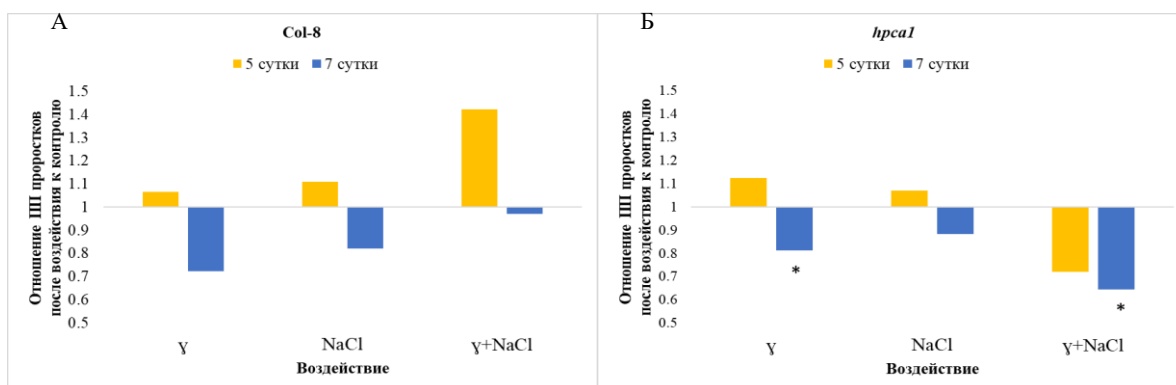 А
Col-8
5 сутки 7 сутки
Отношение ПП проростков
после воздействия к контролю
1.5
1.4
1.3
1.2
1.1
1
0.9
0.8
0.7
0.6
0.5
γ
NaCl
γ+NaCl
Воздействие
Б
hpca1
5 сутки 7 сутки
Отношение ПП проростков
после воздействия к контролю
1.5
1.4
1.3
1.2
1.1
1
0.9
0.8
0.7
0.6
0.5
*
*
γ
NaCl
γ+NaCl
Воздействие